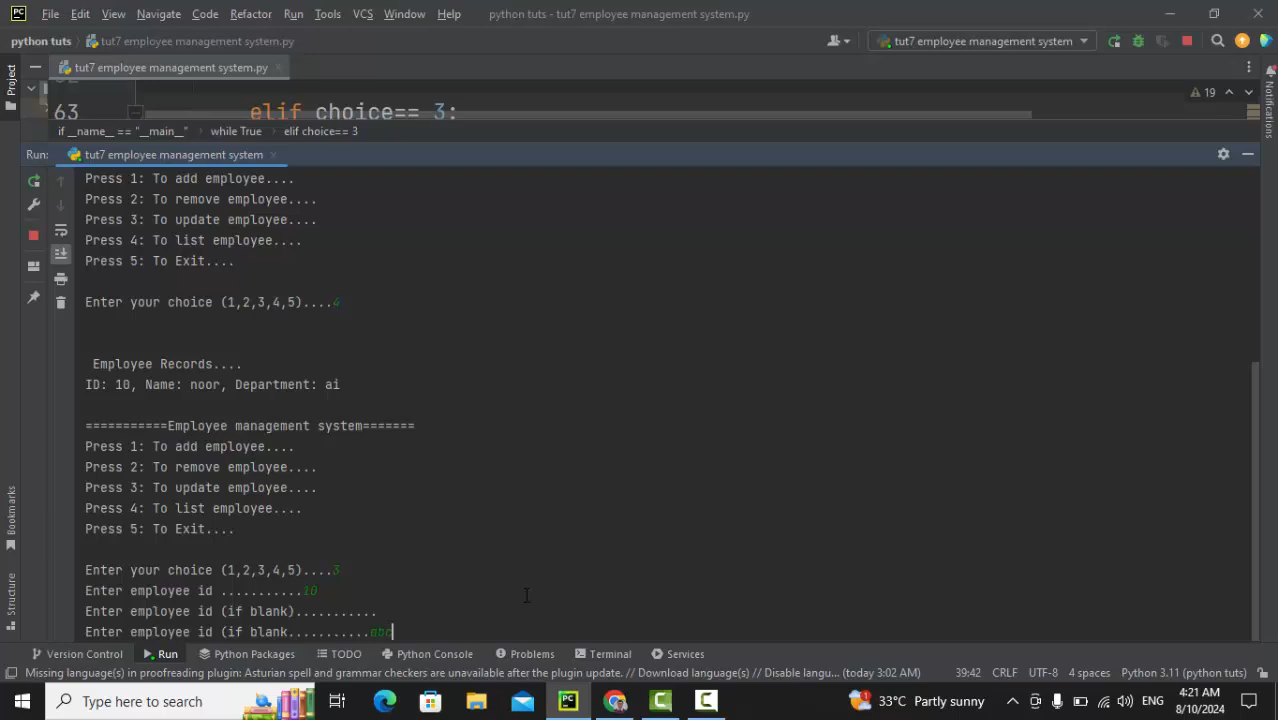 PC File Edit View Navigate Code Refactor Run Tools VCS Window Help python tuts - tut7 employee management system.py
python tuts tut7 employee management system.py tut7 employee management system
Project tut7 employee management system.py
63 elif choice== 3: 19
if __name__ == "__main__" while True elif choice== 3
Run: tut7 employee management system
Press 1: To add employee....
Press 2: To remove employee....
Press 3: To update employee....
Press 4: To list employee....
Press 5: To Exit....
Enter your choice (1,2,3,4,5)....4
Employee Records....
ID: 10, Name: noor, Department: ai
===========Employee management system=======
Press 1: To add employee....
Press 2: To remove employee....
Press 3: To update employee....
Press 4: To list employee....
Press 5: To Exit....
Enter your choice (1,2,3,4,5)....3
Enter employee id ...........10
Enter employee id (if blank)...........
Enter employee id (if blank...........abc
Notifications
Bookmarks
Structure
Version Control Run Python Packages TODO Python Console Problems Terminal Services
Missing language(s) in proofreading plugin: Asturian spell and grammar checkers are unavailable after the plugin update. // Download language(s) // Disable langu... (today 3:02 AM) 39:42 CRLF UTF-8 4 spaces Python 3.11 (python tuts)
Type here to search PC 33°C Partly sunny ENG 4:21 AM
8/10/2024